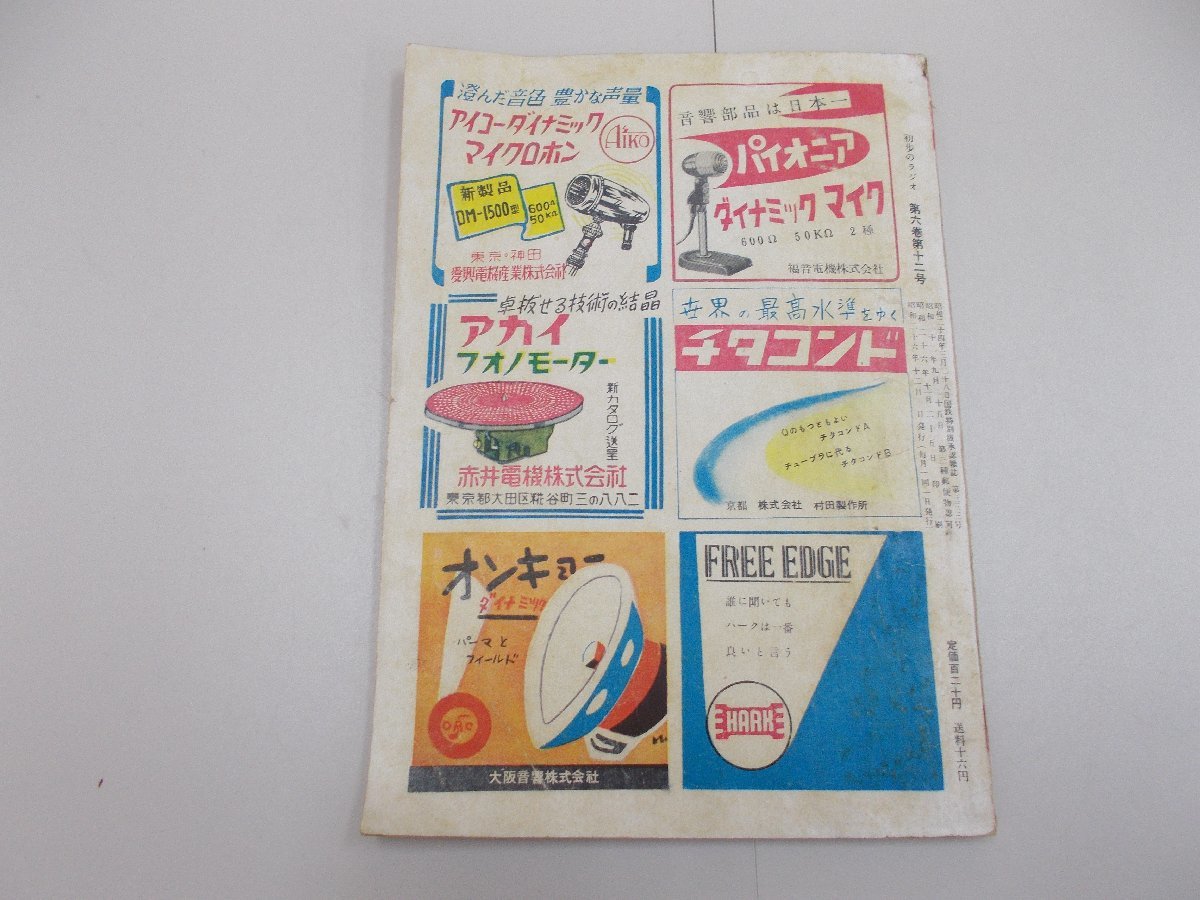 澄んだ音色 豊かな声量
アイコーダイナミック
マイクロホン
AiKO
新製品
DM-1500型
600Ω
50KΩ
東京・神田
愛興電機産業株式会社
音響部品は日本一
パイオニア
ダイナミックマイク
600Ω 50KΩ 2種
福音電機株式会社
卓抜せる技術の結晶
アカイ
フオノモーター
新カタログ送呈
赤井電機株式会社
東京都大田区糀谷町三の八八二
世界の最高水準をゆく
チタコンド
Qのもつともよい
チタコンドA
チューブラに代る
チタコンドB
京都 株式会社 村田製作所
オンキョー
ダイナミック
パーマと
フィールド
大阪音響株式会社
FREE EDGE
誰に聞いても
ハークは一番
良いと言う
HARK
初歩のラジオ 第六巻第十二号
定価百二十円 送料十六円